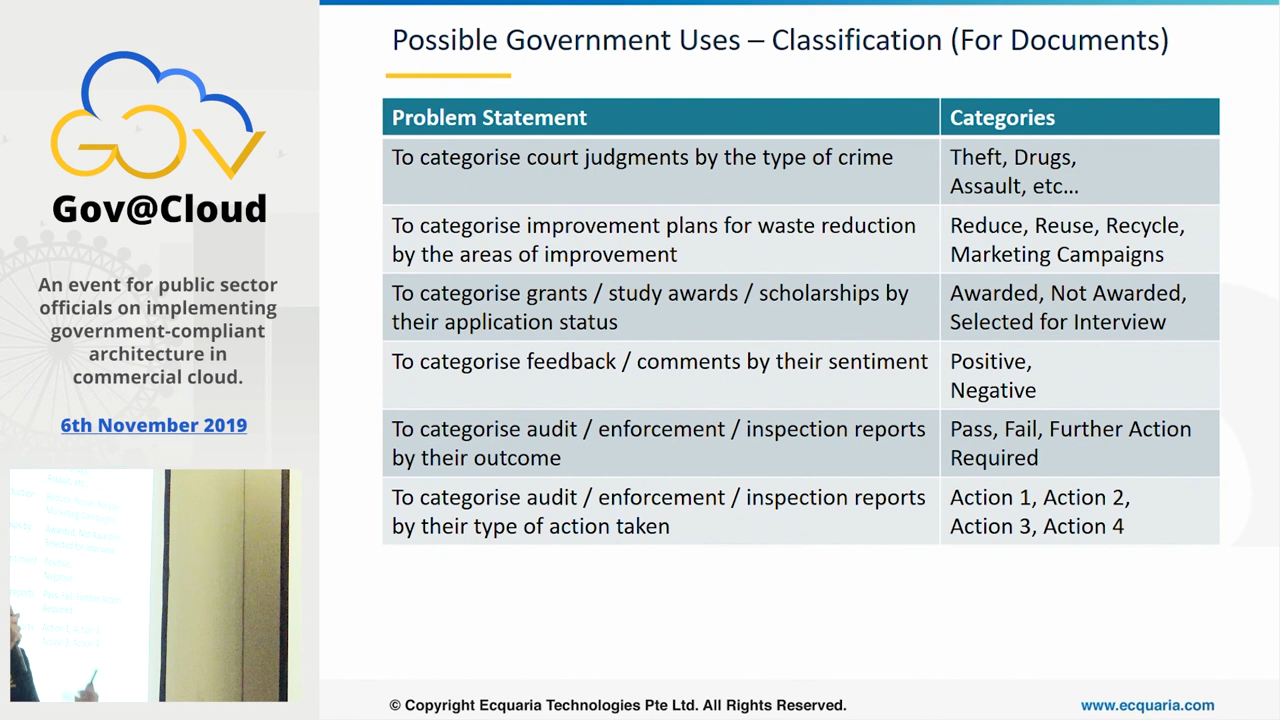 GOV
Gov@Cloud
An event for public sector
officials on implementing
government-compliant
architecture in
commercial cloud.
6th November 2019
Possible Government Uses – Classification (For Documents)
Problem Statement
Categories
To categorise court judgments by the type of crime
Theft, Drugs,
Assault, etc…
To categorise improvement plans for waste reduction
by the areas of improvement
Reduce, Reuse, Recycle,
Marketing Campaigns
To categorise grants / study awards / scholarships by
their application status
Awarded, Not Awarded,
Selected for Interview
To categorise feedback / comments by their sentiment
Positive,
Negative
To categorise audit / enforcement / inspection reports
by their outcome
Pass, Fail, Further Action
Required
To categorise audit / enforcement / inspection reports
by their type of action taken
Action 1, Action 2,
Action 3, Action 4
© Copyright Ecquaria Technologies Pte Ltd. All Rights Reserved.
www.ecquaria.com